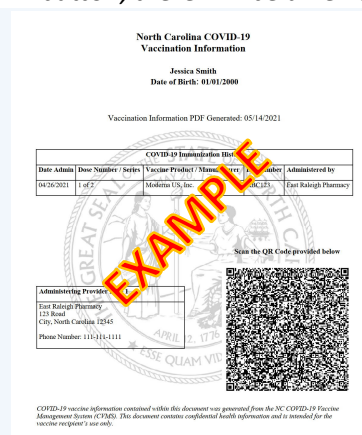 North Carolina COVID-19
Vaccination Information
Jessica Smith
Date of Birth: 01/01/2000
Vaccination Information PDF Generated: 05/14/2021
COVID-19 Immunization
Date Admin Dose Number / Series Vaccine Product / Administered by
04/26/2021 1 of 2 Moderna US, Inc. East Raleigh Pharmacy
EXAMPLE
Scan the QR Code provided below
Administering Provider
East Raleigh Pharmacy
123 Road
City, North Carolina 12345
Phone Number: 111-111-1111
APRIL 12, 1776
ESSE QUAM
COVID-19 vaccine information contained within this document was generated from the NC COVID-19 Vaccine
Management System (CVMS). This document contains confidential health information and is intended for the
vaccine recipient's use only.